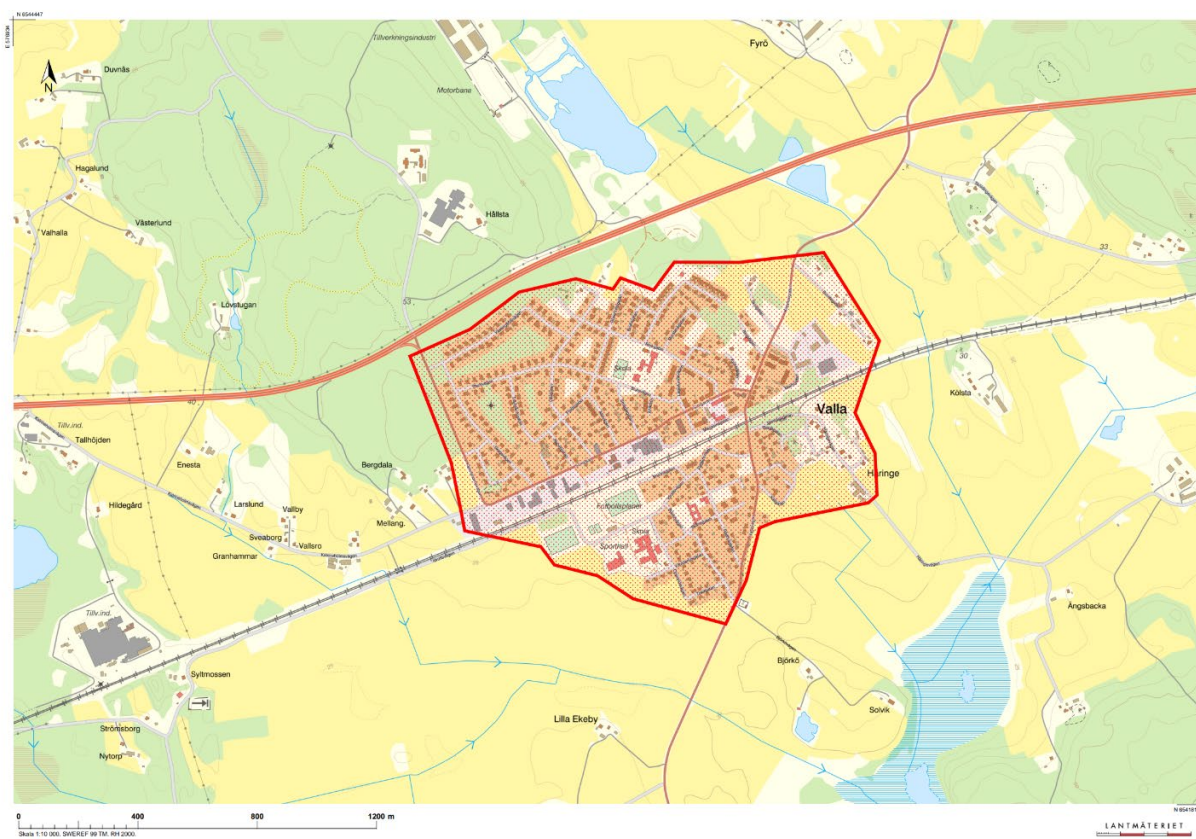 N 6544447
Duvnäs
N
Tillverkningsindustri
Fyrö
Motorbana
Hagalund
Västerlund
Valhalla
Hållsta
33
Lövstugan
53
40
30
Kölsta
Skola
Valla
Tillv.ind.
Tallhöjden
Enesta
Bergdala
Häringe
Hildegård
Larslund
Vallby
Mellang.
Fotbollsplaner
Sveaborg
Vallsro
Granhammar
Skola
Sporthall
Ängsbacka
Tillv.ind.
Syltmossen
Björkö
Solvik
Strömsborg
Lilla Ekeby
Nytorp
0 400 800 1200 m
Skala 1:10 000, SWEREF 99 TM, RH 2000.
LANTMÄTERIET